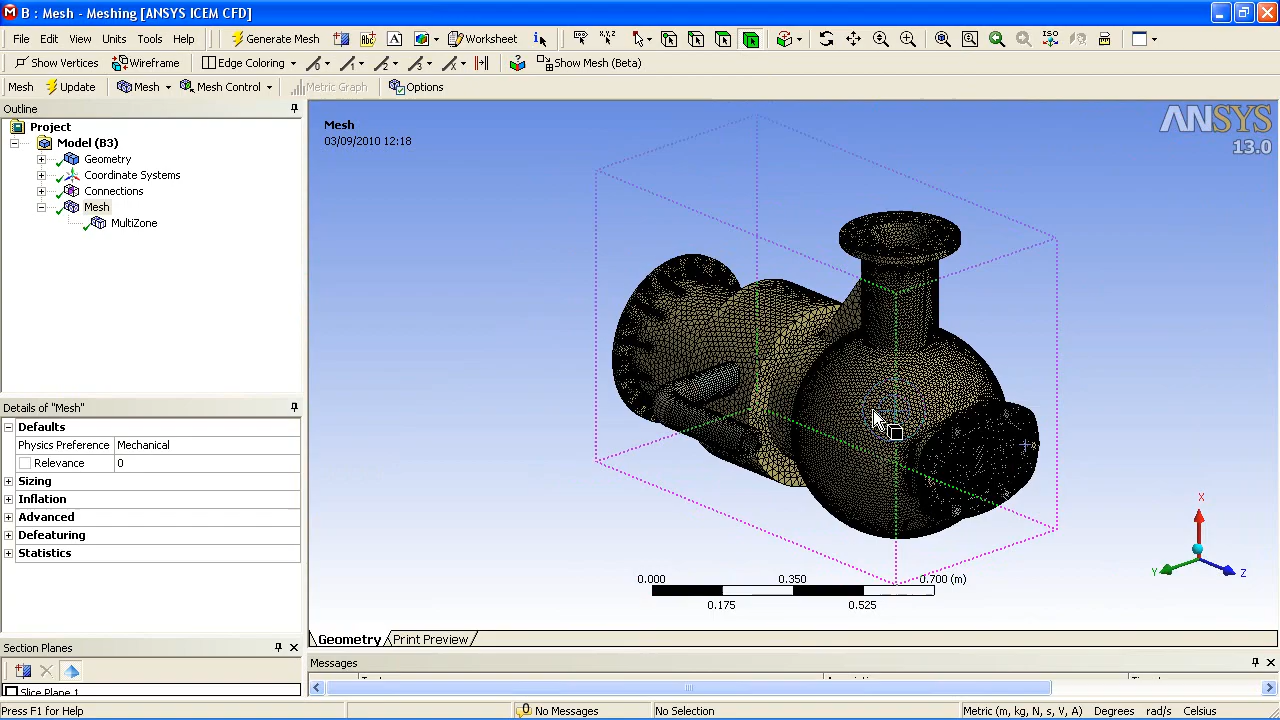 B : Mesh - Meshing [ANSYS ICEM CFD]
File Edit View Units Tools Help Generate Mesh Worksheet
Show Vertices Wireframe Edge Coloring Show Mesh (Beta)
Mesh Update Mesh Mesh Control Metric Graph Options
Outline
Project
Model (B3)
Geometry
Coordinate Systems
Connections
Mesh
MultiZone
Details of "Mesh"
Defaults
Physics Preference Mechanical
Relevance 0
Sizing
Inflation
Advanced
Defeaturing
Statistics
Section Planes
Slice Plane 1
Mesh
03/09/2010 12:18
ANSYS
13.0
X
Y
Z
0.000 0.350 0.700 (m)
0.175 0.525
Geometry Print Preview
Messages
Press F1 for Help No Messages No Selection Metric (m, kg, N, s, V, A) Degrees rad/s Celsius